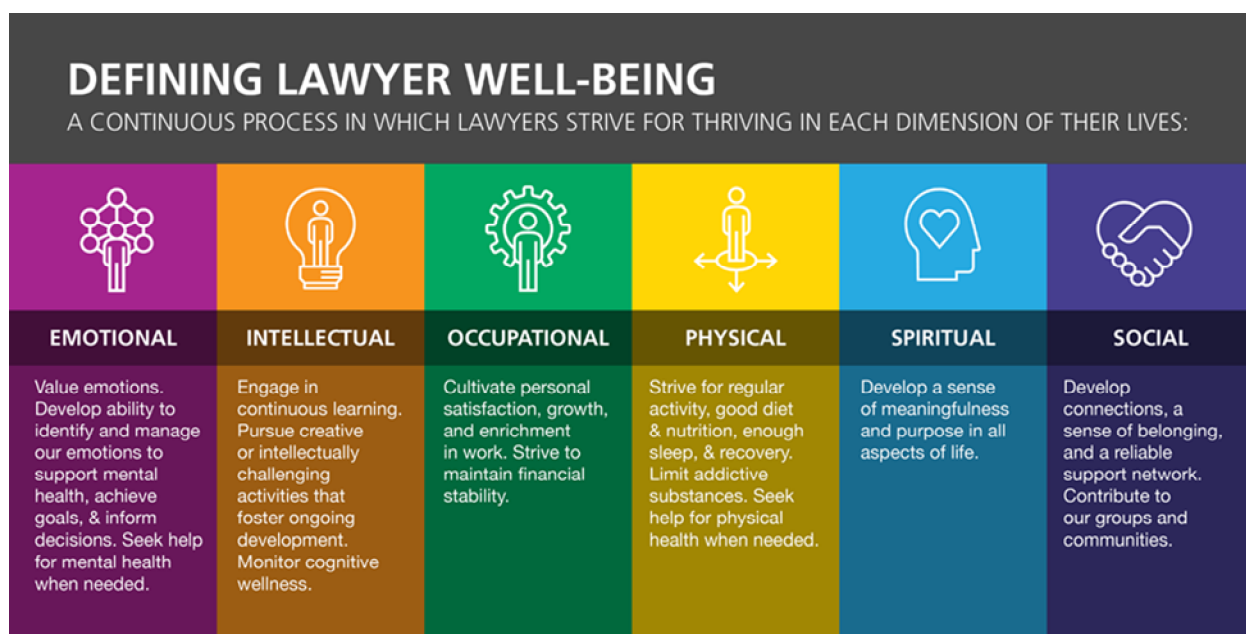 DEFINING LAWYER WELL-BEING
A CONTINUOUS PROCESS IN WHICH LAWYERS STRIVE FOR THRIVING IN EACH DIMENSION OF THEIR LIVES:
EMOTIONAL
Value emotions.
Develop ability to
identify and manage
our emotions to
support mental
health, achieve
goals, & inform
decisions. Seek help
for mental health
when needed.
INTELLECTUAL
Engage in
continuous learning.
Pursue creative
or intellectually
challenging
activities that
foster ongoing
development.
Monitor cognitive
wellness.
OCCUPATIONAL
Cultivate personal
satisfaction, growth,
and enrichment
in work. Strive to
maintain financial
stability.
PHYSICAL
Strive for regular
activity, good diet
& nutrition, enough
sleep, & recovery.
Limit addictive
substances. Seek
help for physical
health when needed.
SPIRITUAL
Develop a sense
of meaningfulness
and purpose in all
aspects of life.
SOCIAL
Develop
connections, a
sense of belonging,
and a reliable
support network.
Contribute to
our groups and
communities.